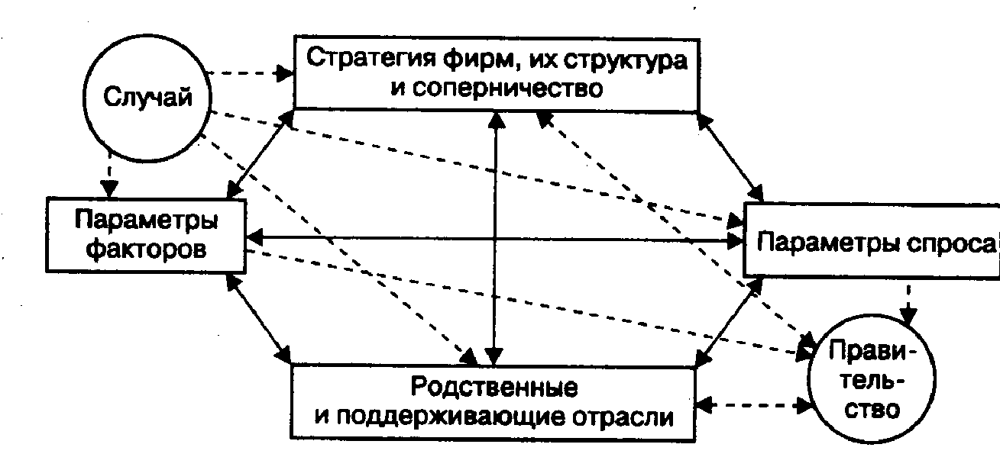 Стратегия фирм, их структура
и соперничество
Случай
Параметры
факторов
Параметры спроса
Прави-
тель-
ство
Родственные
и поддерживающие отрасли